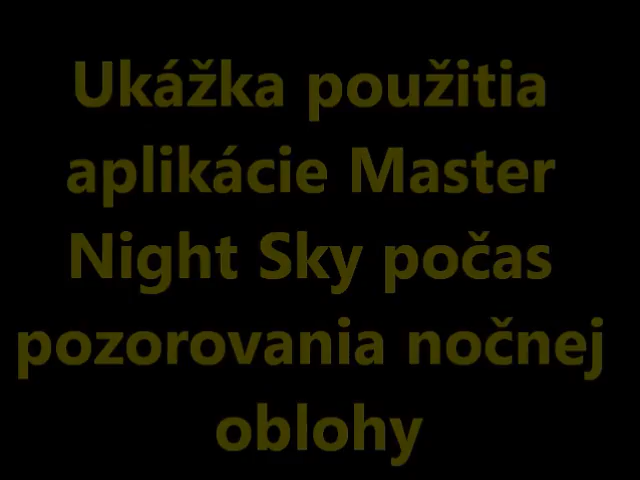 Ukážka použitia
aplikácie Master
Night Sky počas
pozorovania nočnej
oblohy